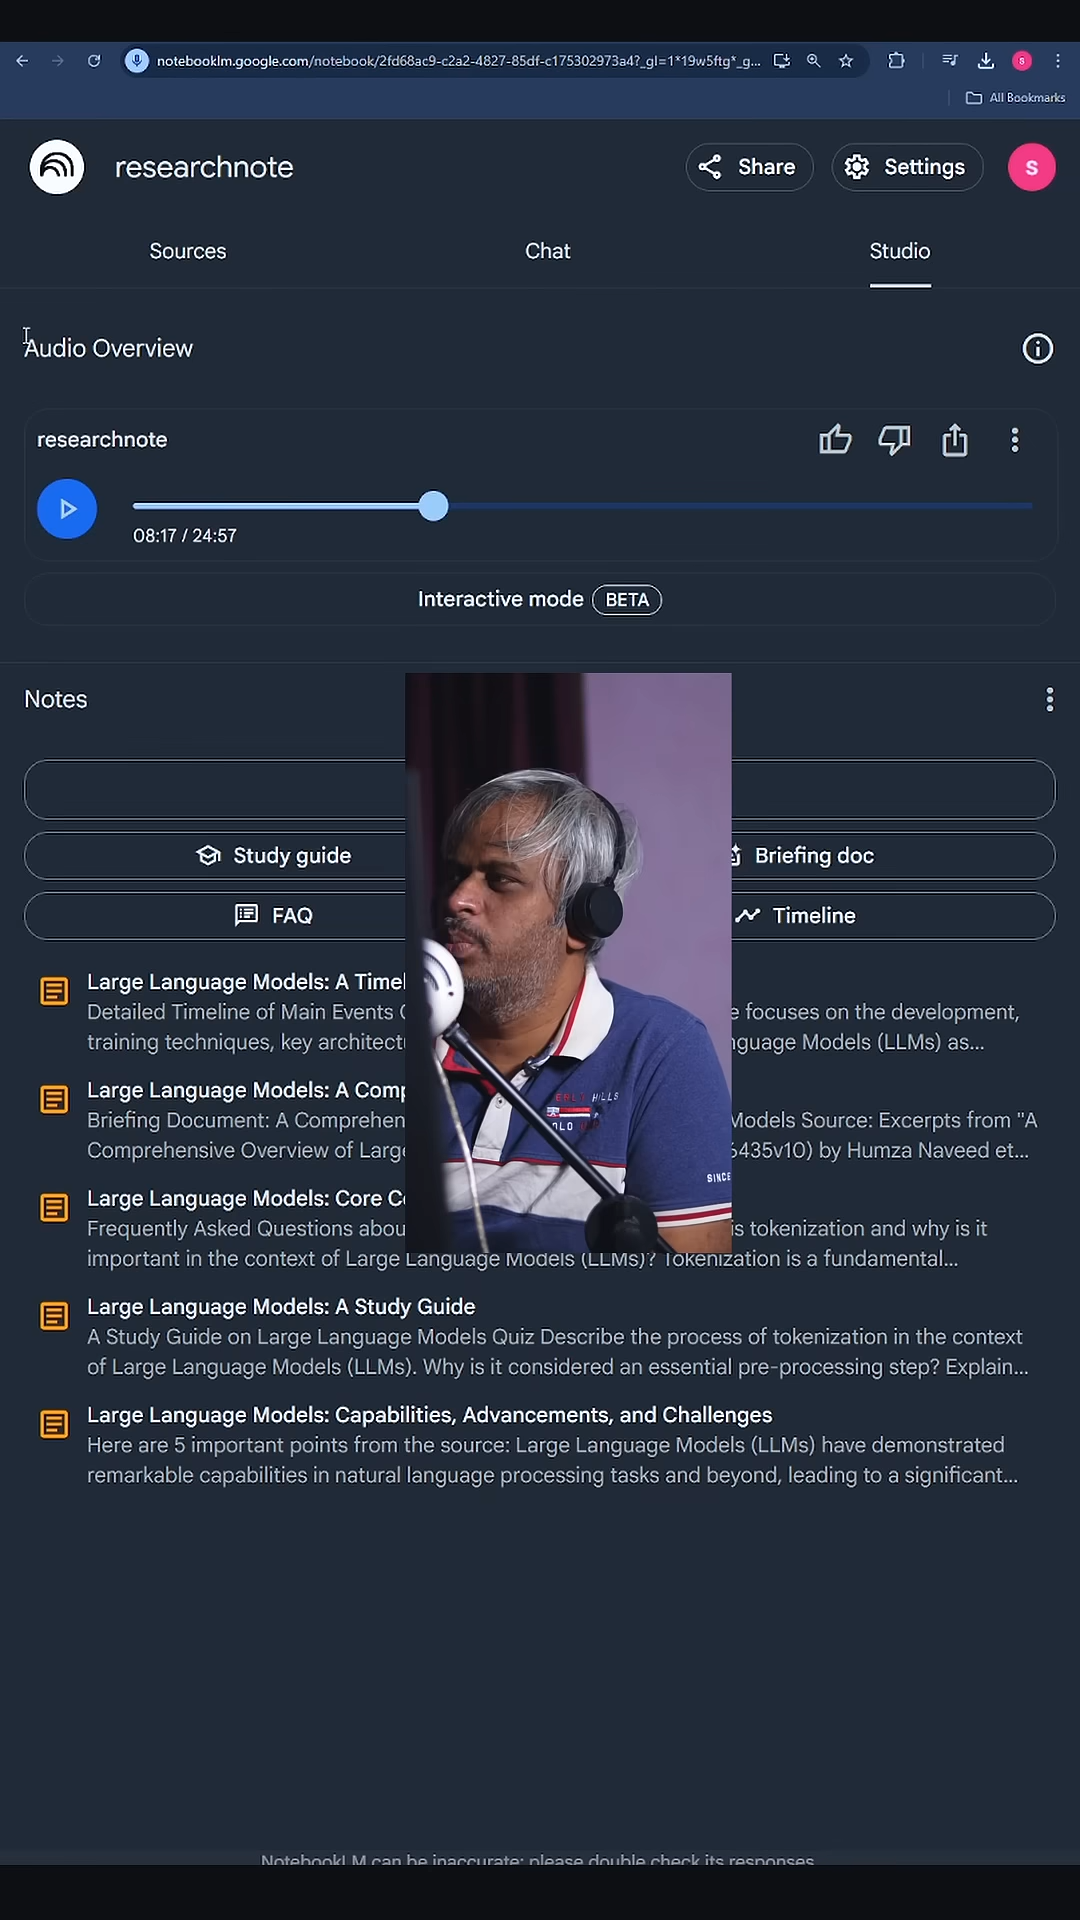 notebooklm.google.com/notebook/2fd68ac9-c2a2-4827-85df-c175302973a4?_gl=1*19w5ftg*_g...
S
All Bookmarks
researchnote
Share
Settings
S
Sources
Chat
Studio
Audio Overview
researchnote
08:17 / 24:57
Interactive mode BETA
Notes
Study guide
Briefing doc
FAQ
Timeline
Large Language Models: A
Detailed Timeline of Main Events
focuses on the development,
training techniques, key
Models (LLMs) as...
Large Language Models: A
Briefing Document: A
Models Source: Excerpts from "A
Comprehensive Overview of
6435v10) by Humza Naveed et...
Large Language Models: Core
Frequently Asked Questions
is tokenization and why is it
important in the context of Large Language Models (LLMs)? Tokenization is a fundamental...
HILLS
SINCE
Large Language Models: A Study Guide
A Study Guide on Large Language Models Quiz Describe the process of tokenization in the context
of Large Language Models (LLMs). Why is it considered an essential pre-processing step? Explain...
Large Language Models: Capabilities, Advancements, and Challenges
Here are 5 important points from the source: Large Language Models (LLMs) have demonstrated
remarkable capabilities in natural language processing tasks and beyond, leading to a significant...
NotebookLM can be inaccurate; please double check its responses.